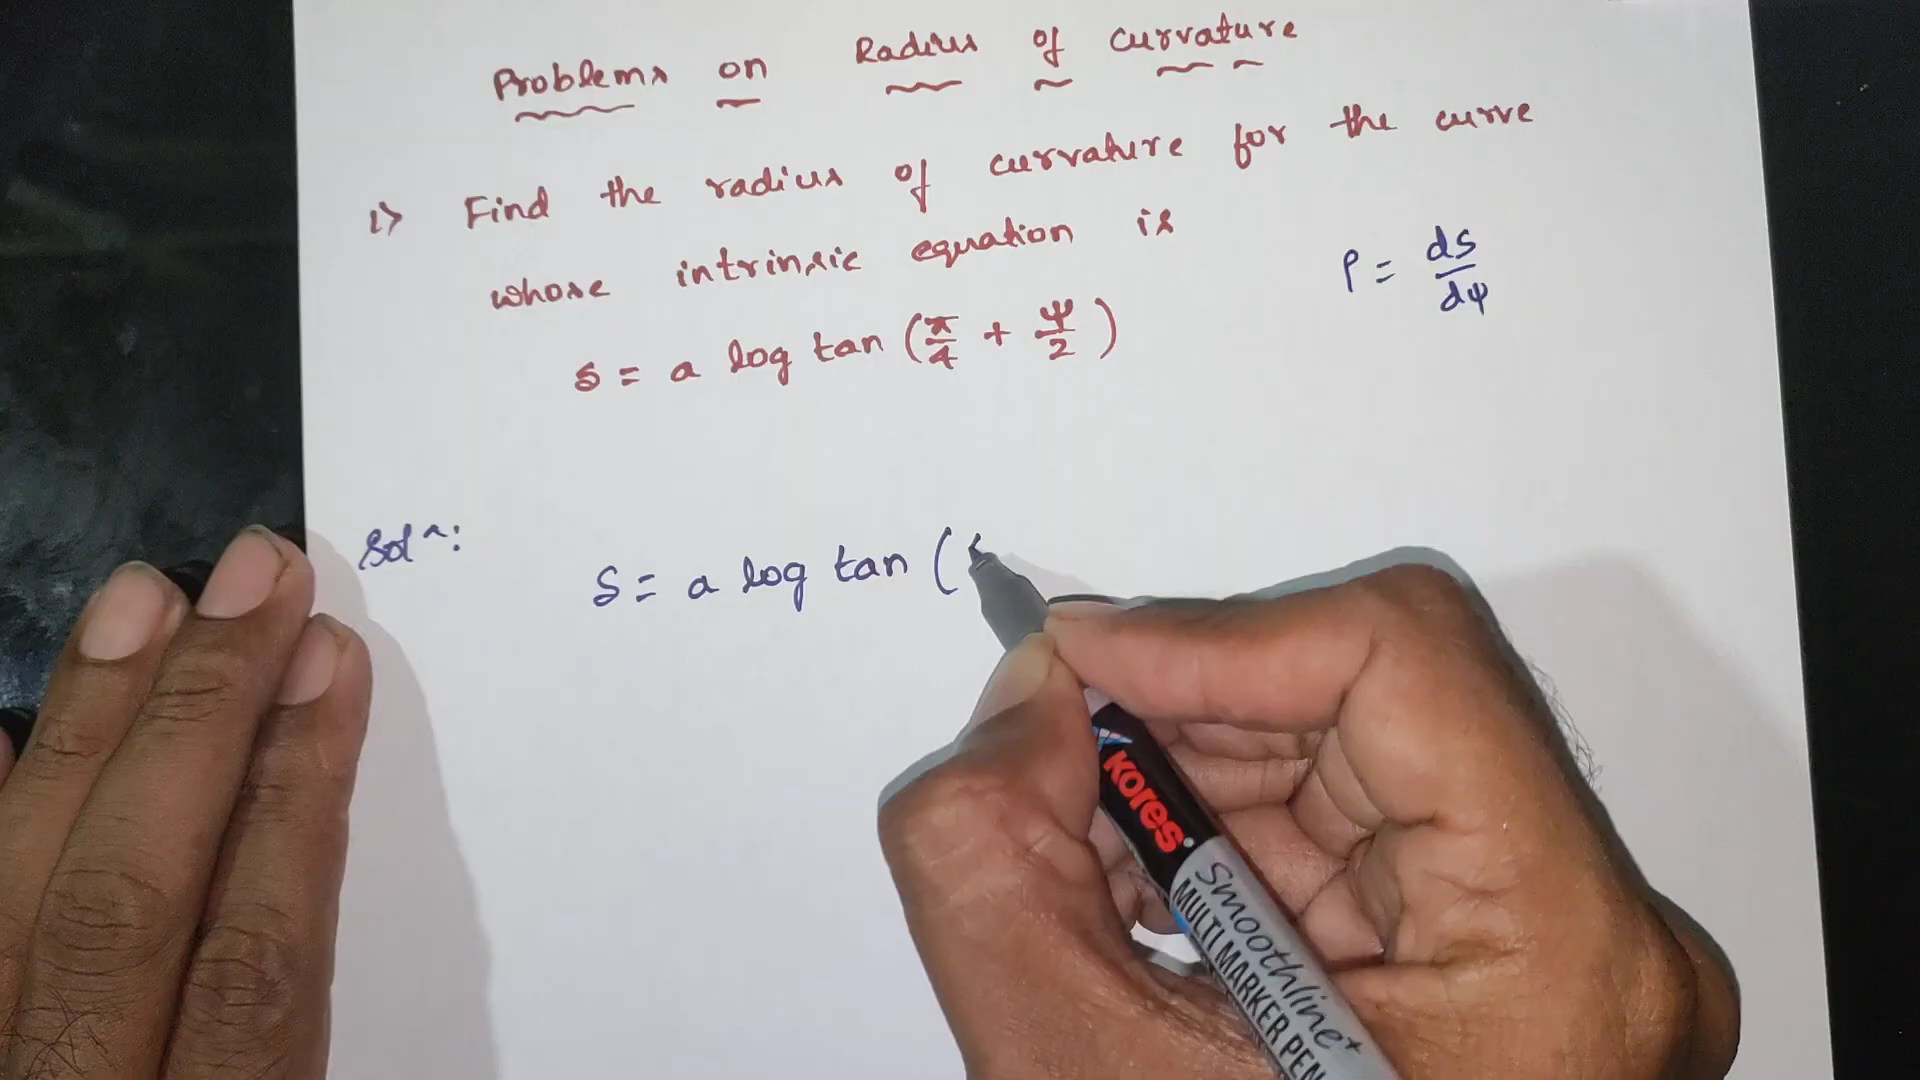 Problems on Radius of curvature
1) Find the radius of curvature for the curve
whose intrinsic equation is
s = a log tan (π/4 + ψ/2)
ρ = ds/dψ
Solⁿ:
S = a log tan (
kores
Smoothline+
MULTI MARKER PEN